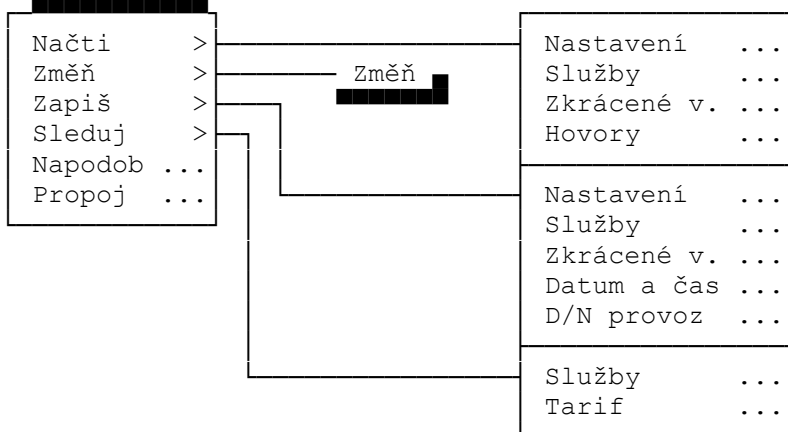 Načti >
Změň >
Zapiš >
Sleduj >
Napodob ...
Propoj ...
Změň
Nastavení ...
Služby ...
Zkrácené v. ...
Hovory ...
Nastavení ...
Služby ...
Zkrácené v. ...
Datum a čas ...
D/N provoz ...
Služby ...
Tarif ...